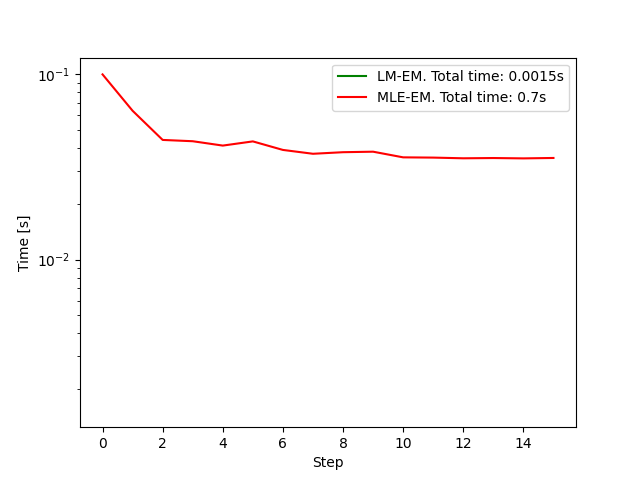 LM-EM. Total time: 0.0015s
MLE-EM. Total time: 0.7s
10⁻¹
10⁻²
Time [s]
0 2 4 6 8 10 12 14
Step